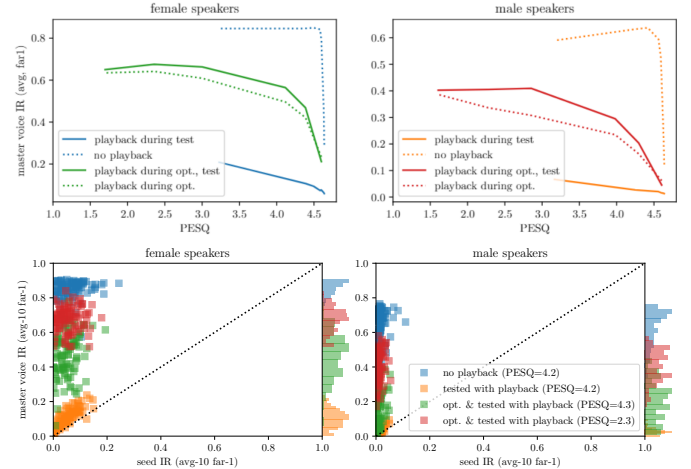 female speakers
male speakers
master voice IR (avg, far1)
0.8
0.6
0.4
0.2
playback during test
no playback
playback during opt., test
playback during opt.
1.0 1.5 2.0 2.5 3.0 3.5 4.0 4.5
PESQ
0.6
0.5
0.4
0.3
0.2
0.1
0.0
playback during test
no playback
playback during opt., test
playback during opt.
1.0 1.5 2.0 2.5 3.0 3.5 4.0 4.5
PESQ
female speakers
male speakers
master voice IR (avg-10 far-1)
1.0
0.8
0.6
0.4
0.2
0.0
0.0 0.2 0.4 0.6 0.8 1.0
seed IR (avg-10 far-1)
1.0
0.8
0.6
0.4
0.2
0.0
no playback (PESQ=4.2)
tested with playback (PESQ=4.2)
opt. & tested with playback (PESQ=4.3)
opt. & tested with playback (PESQ=2.3)
0.0 0.2 0.4 0.6 0.8 1.0
seed IR (avg-10 far-1)